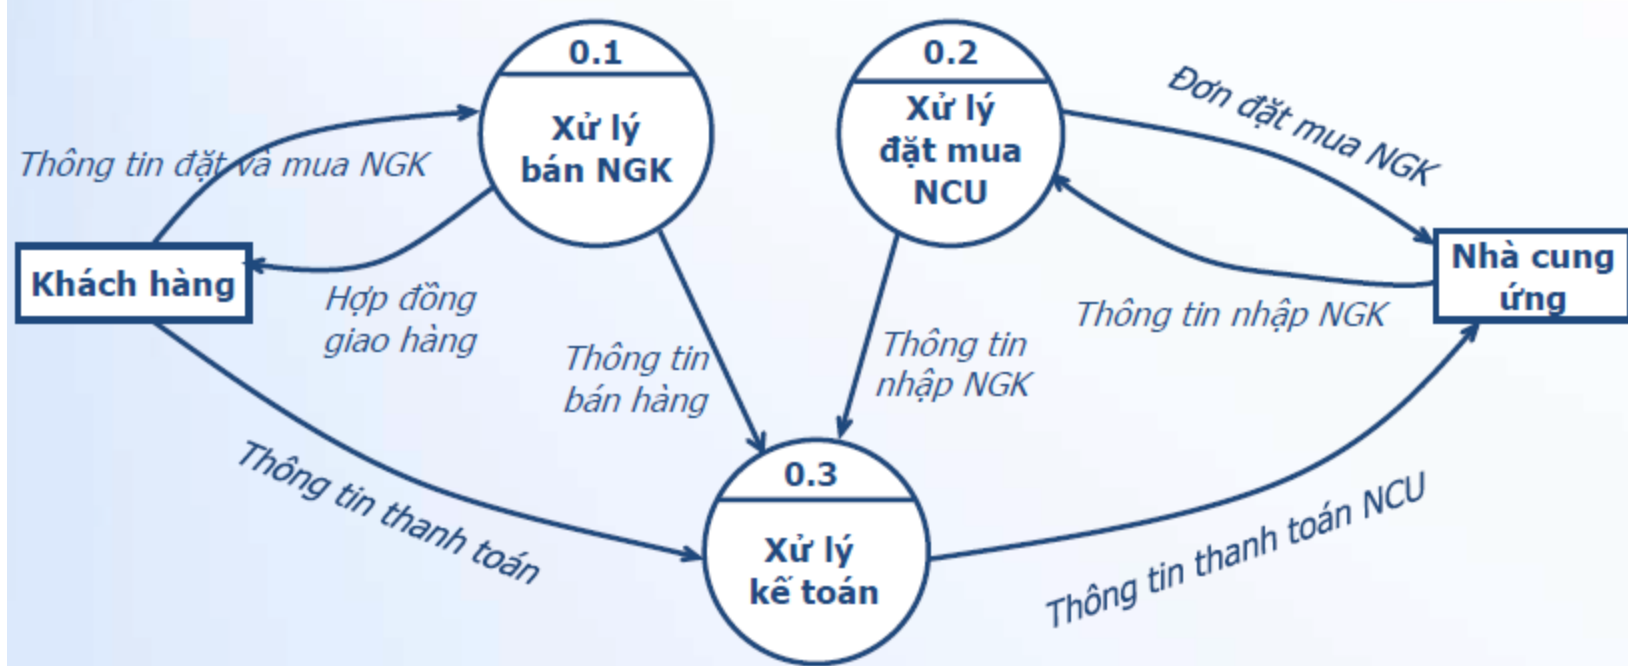 0.1
Xử lý
bán NGK
0.2
Xử lý
đặt mua
NCU
Đơn đặt mua NGK
Thông tin đặt và mua NGK
Khách hàng
Hợp đồng
giao hàng
Thông tin
bán hàng
Thông tin
nhập NGK
Thông tin nhập NGK
Nhà cung
ứng
Thông tin thanh toán
0.3
Xử lý
kế toán
Thông tin thanh toán NCU